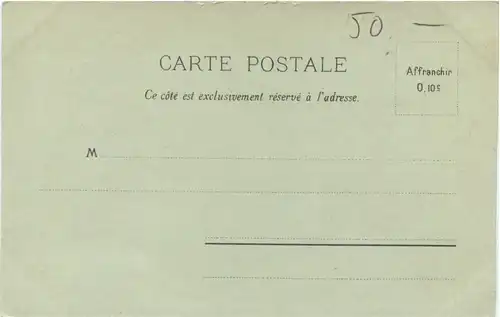 50 —
CARTE POSTALE
Affranchir
0,10 s
Ce côté est exclusivement réservé à l'adresse.
M